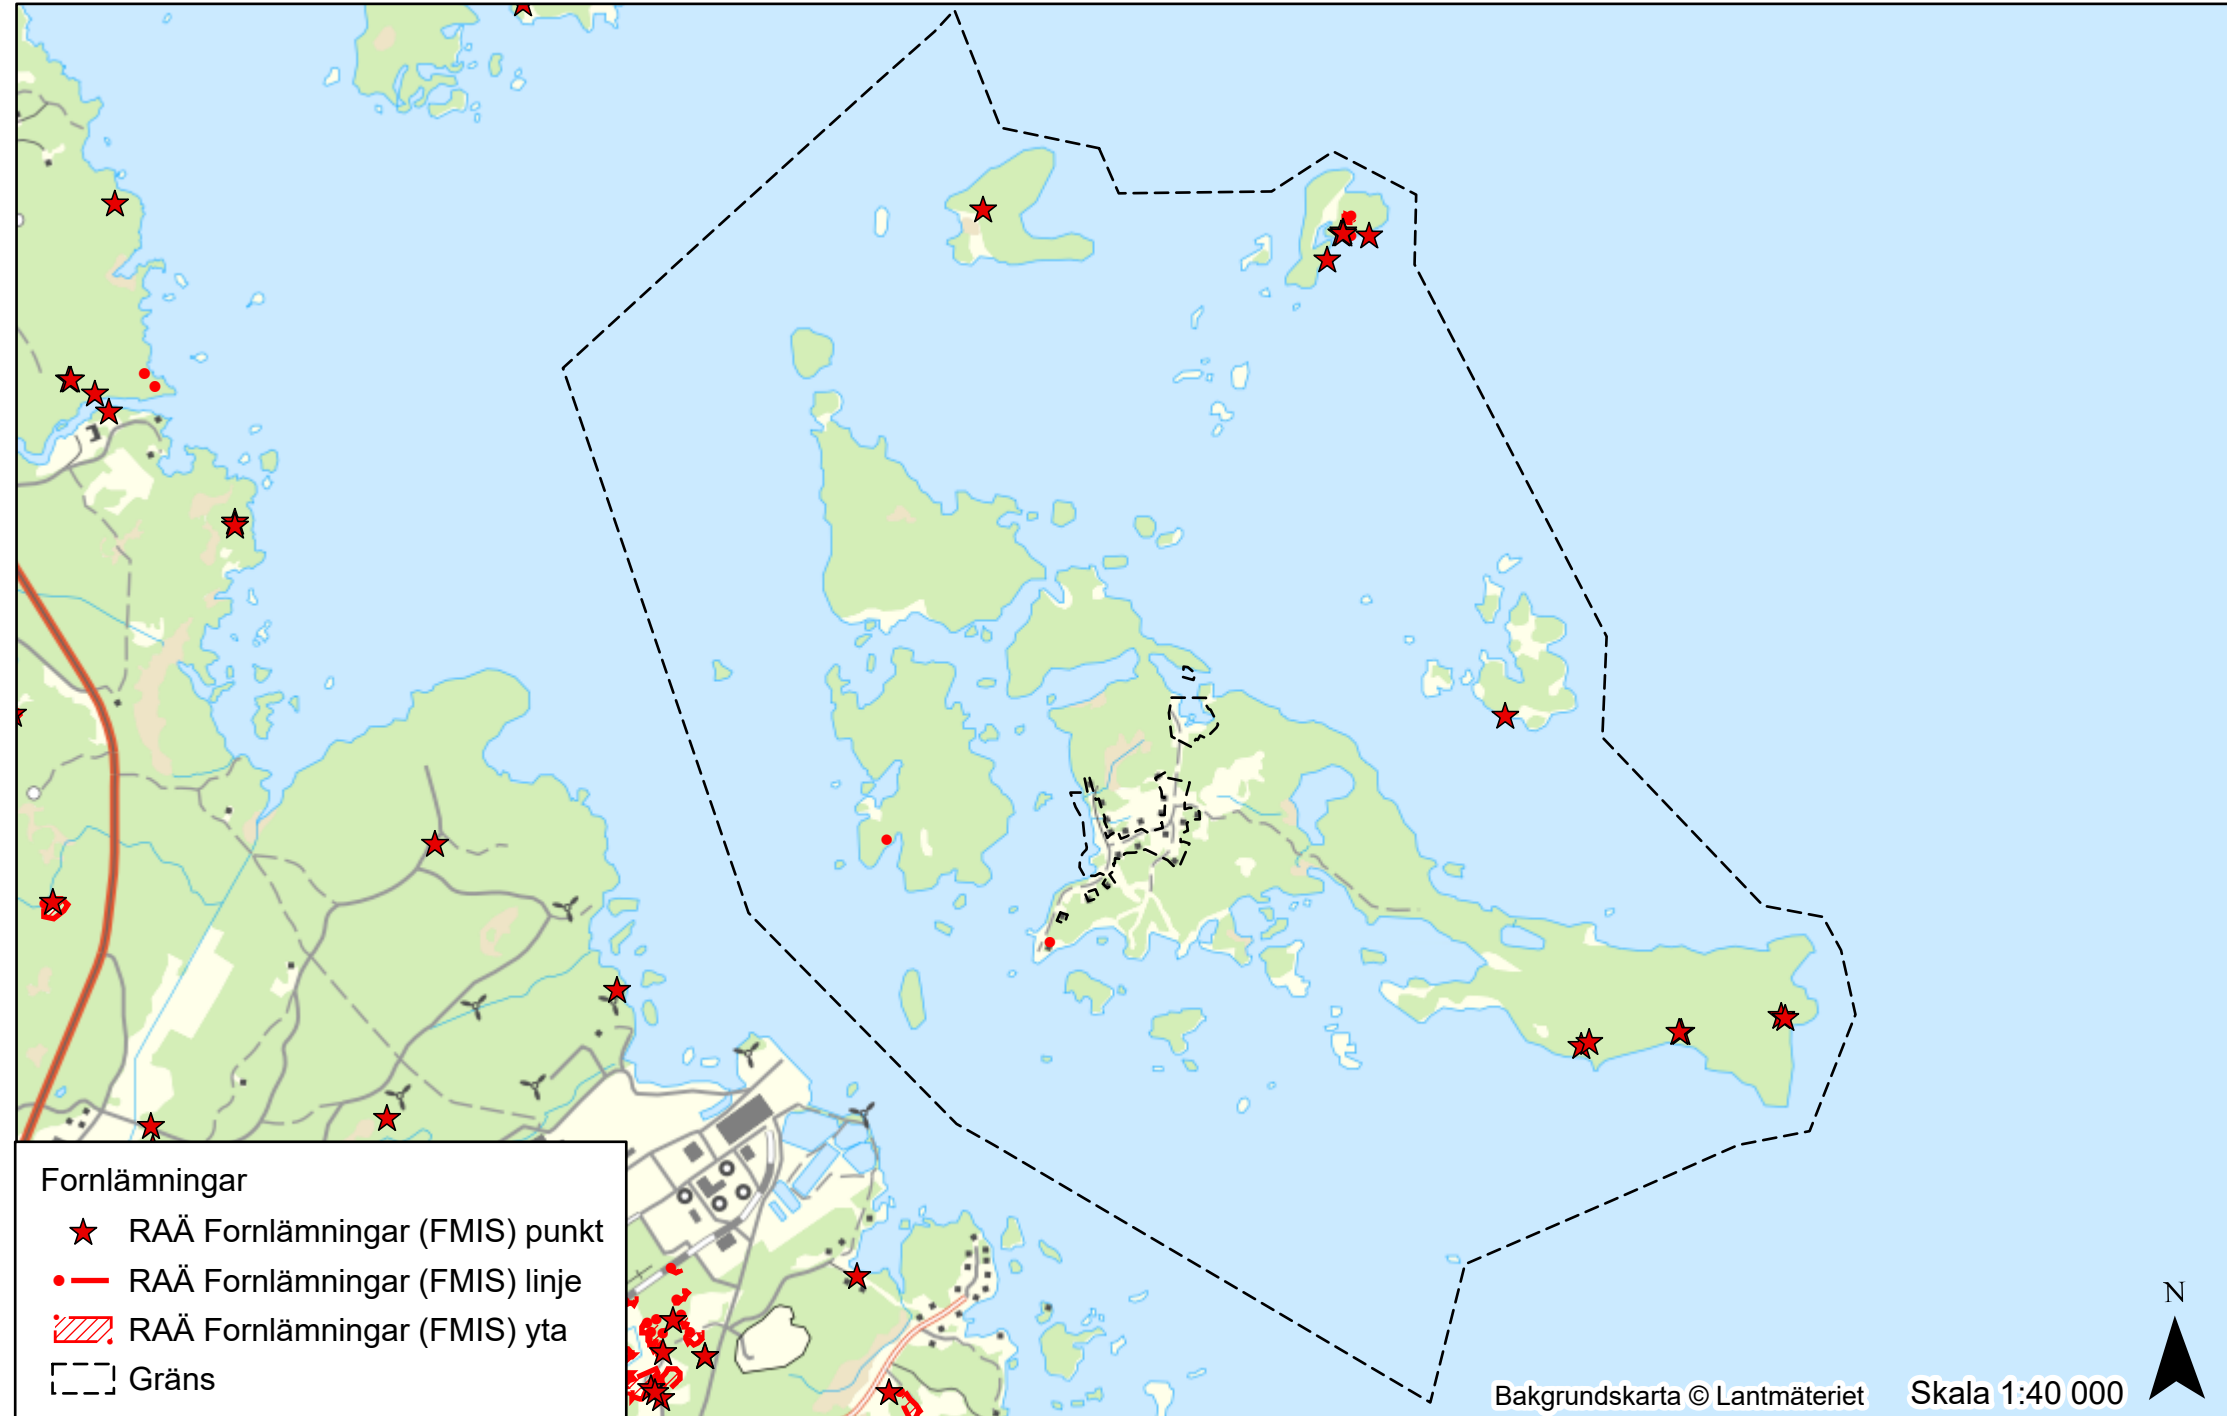 Fornlämningar
RAÄ Fornlämningar (FMIS) punkt
RAÄ Fornlämningar (FMIS) linje
RAÄ Fornlämningar (FMIS) yta
Gräns
N
Bakgrundskarta © Lantmäteriet
Skala 1:40 000